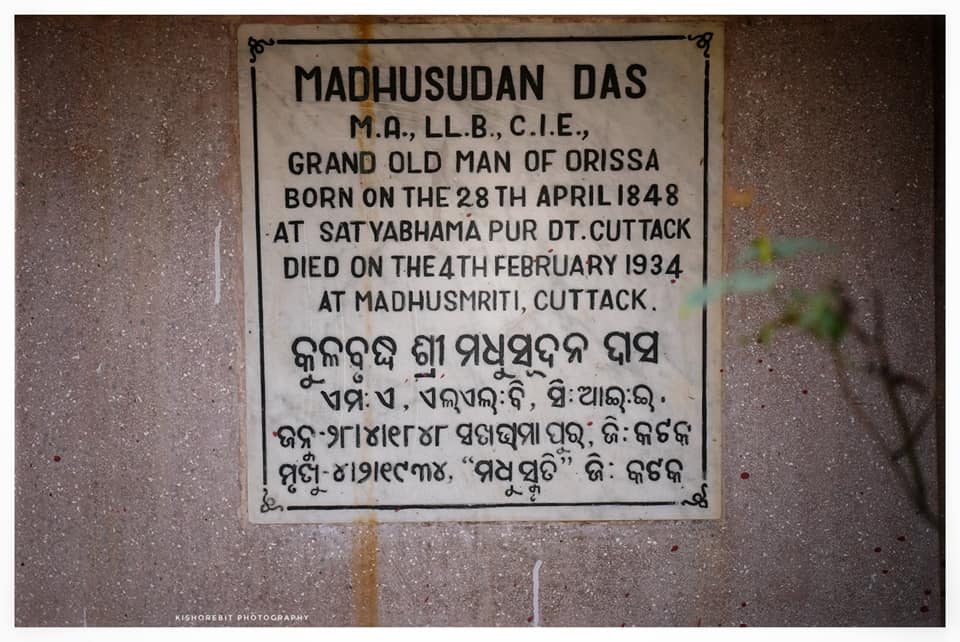 MADHUSUDAN DAS
M.A., LL.B., C.I.E.,
GRAND OLD MAN OF ORISSA
BORN ON THE 28TH APRIL 1848
AT SATYABHAMA PUR DT. CUTTACK
DIED ON THE 4TH FEBRUARY 1934
AT MADHUSMRITI, CUTTACK.
କୁଳବୃଦ୍ଧ ଶ୍ରୀ ମଧୁସୂଦନ ଦାସ
ଏମ:ଏ, ଏଲ୍‌ଏଲ୍:ବି, ସି:ଆଇ:ଇ.
ଜନ୍ମ-୨୮।୪।୧୮୪୮ ସତ୍ୟଭାମା ପୁର, ଜି: କଟକ
ମୃତ୍ୟୁ-୪।୨।୧୯୩୪, “ମଧୁ ସ୍ମୃତି” ଜି: କଟକ
KISHOREBIT PHOTOGRAPHY